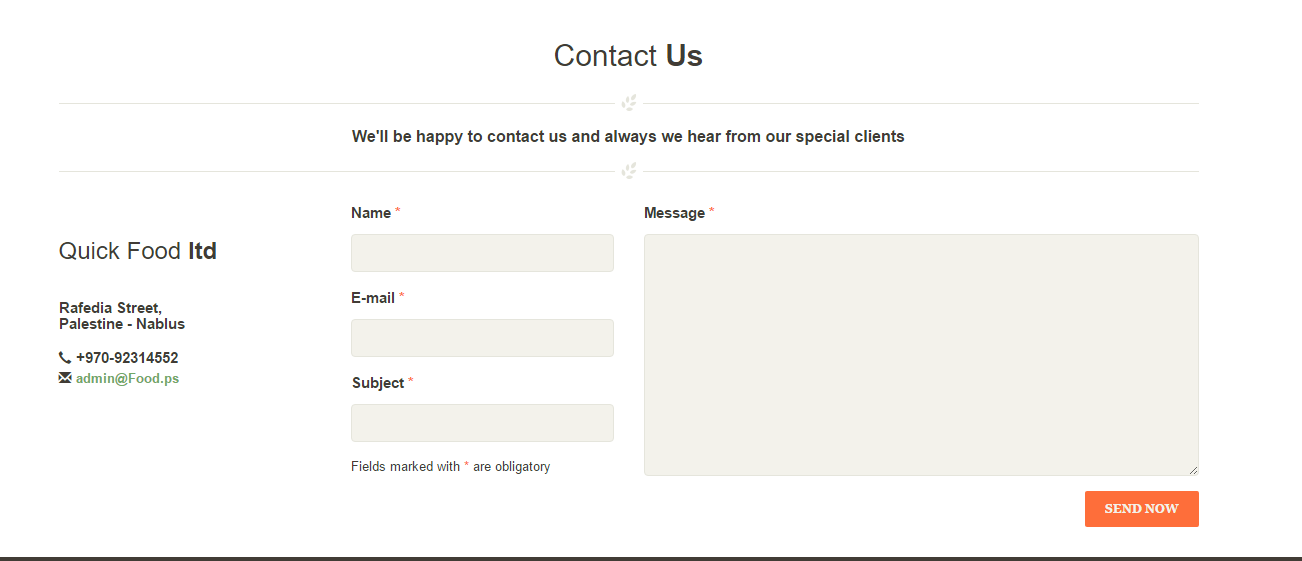 Contact Us
We'll be happy to contact us and always we hear from our special clients
Quick Food ltd
Rafedia Street,
Palestine - Nablus
+970-92314552
admin@Food.ps
Name *
E-mail *
Subject *
Fields marked with * are obligatory
Message *
SEND NOW